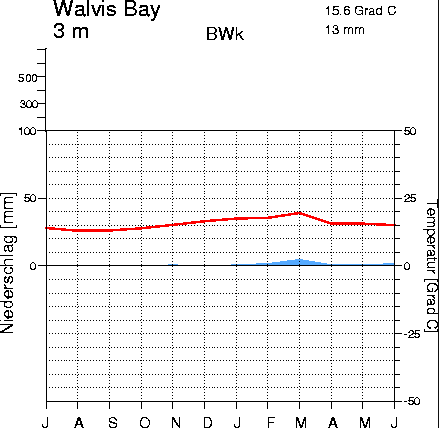 Walvis Bay
15.6 Grad C
3 m
BWk
13 mm
500
300
100
50
0
50
25
0
-25
-50
Niederschlag [mm]
Temperatur [Grad C]
J A S O N D J F M A M J